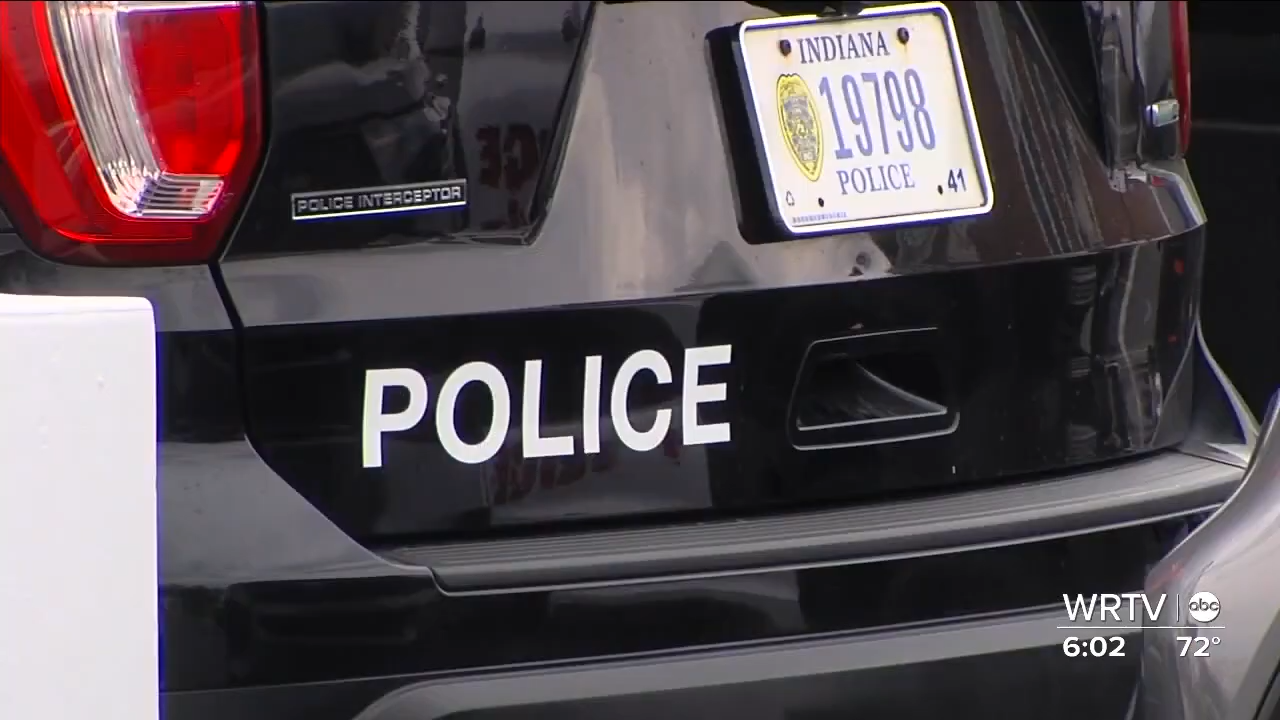 INDIANA
19798
POLICE
41
POLICE INTERCEPTOR
POLICE
WRTV abc
6:02 72°